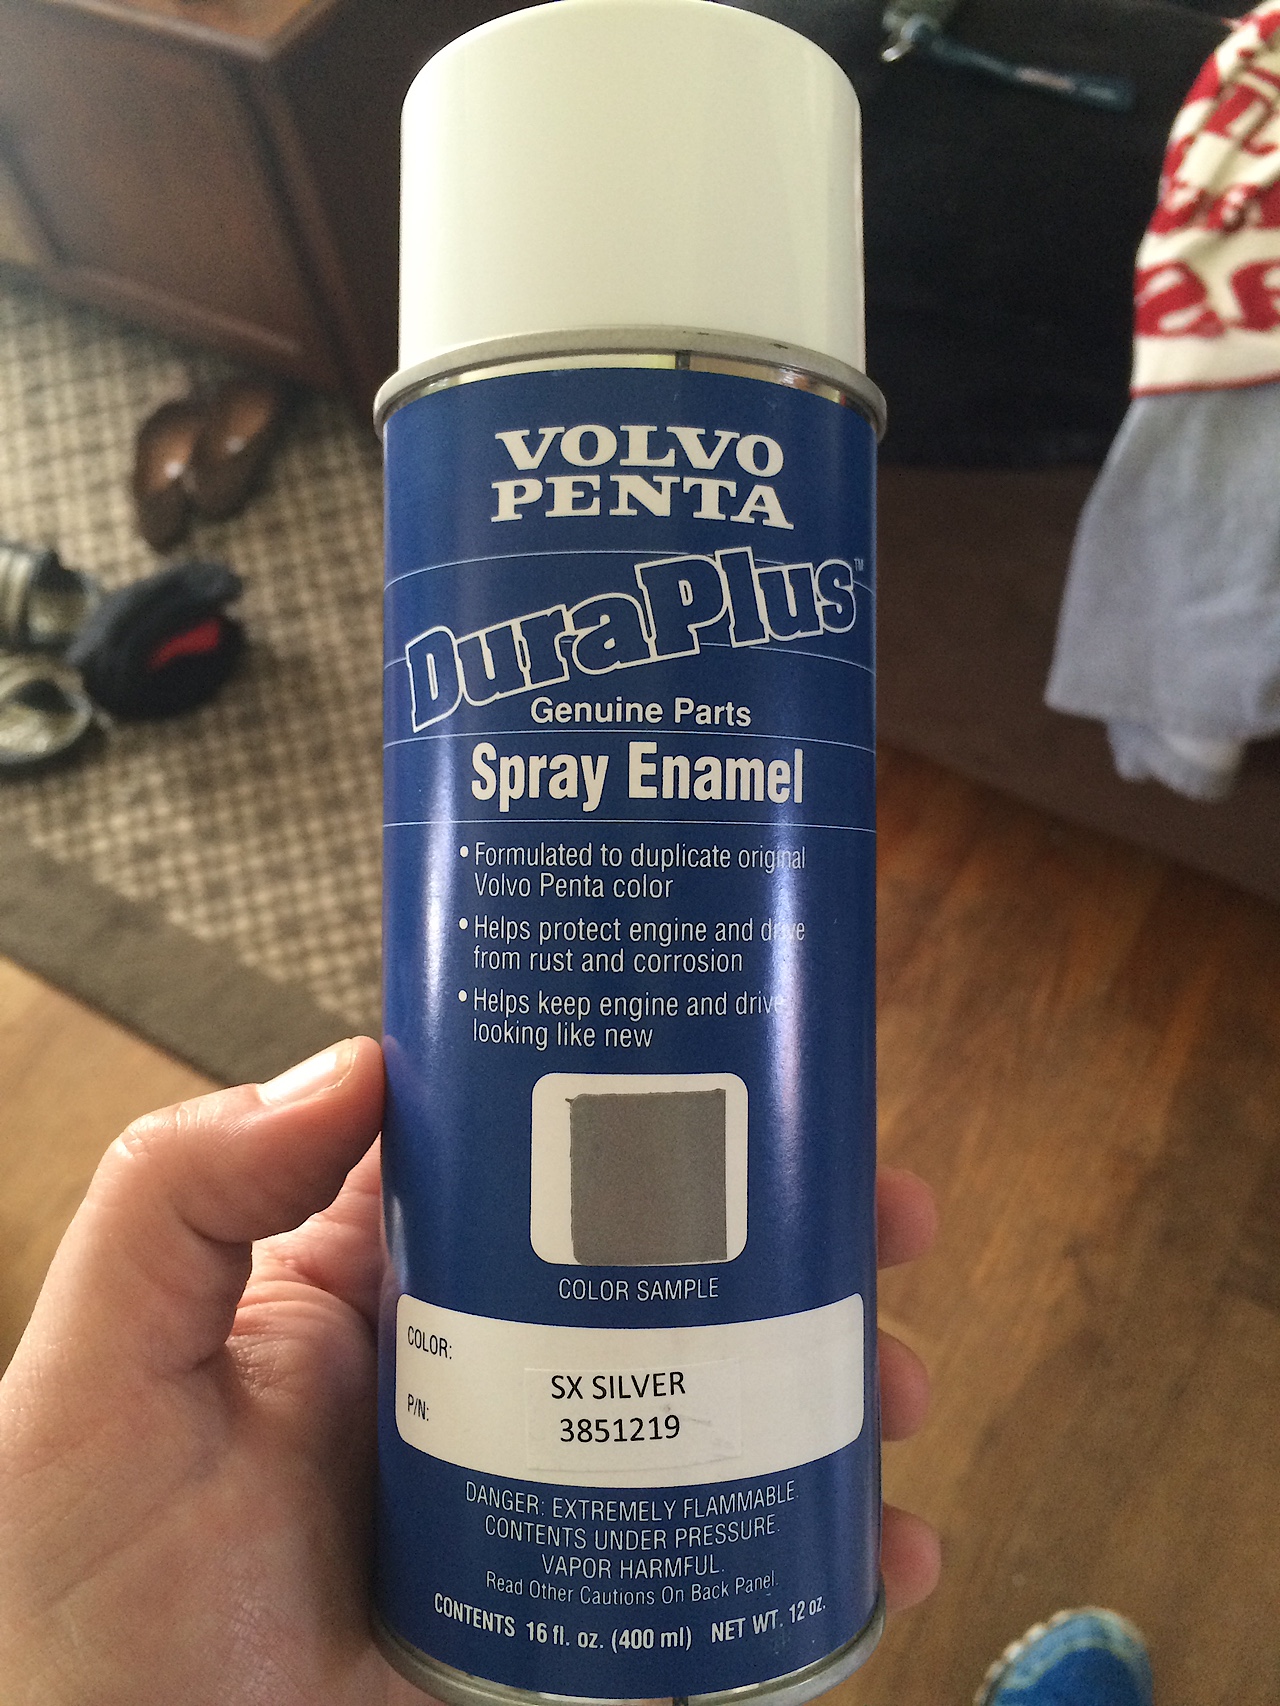 VOLVO
PENTA
DuraPlus™
Genuine Parts
Spray Enamel
• Formulated to duplicate original
Volvo Penta color
• Helps protect engine and drive
from rust and corrosion
• Helps keep engine and drive
looking like new
COLOR SAMPLE
COLOR:
SX SILVER
P/N:
3851219
DANGER: EXTREMELY FLAMMABLE.
CONTENTS UNDER PRESSURE.
VAPOR HARMFUL.
Read Other Cautions On Back Panel.
CONTENTS 16 fl. oz. (400 ml) NET WT. 12 oz.